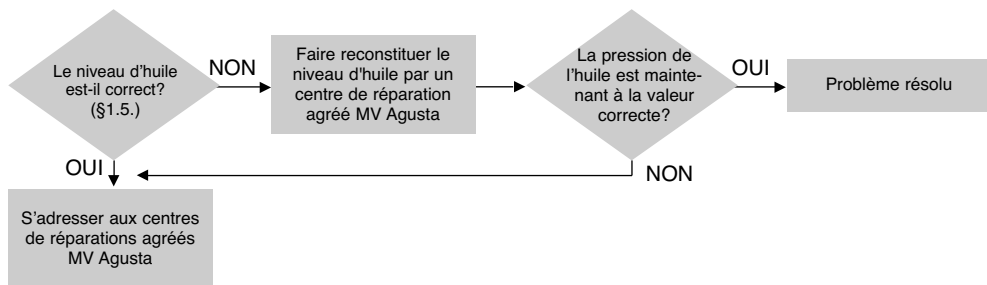 Le niveau d’huile
est-il correct?
(§1.5.)
NON
Faire reconstituer le
niveau d'huile par un
centre de réparation
agréé MV Agusta
La pression de
l’huile est mainte-
nant à la valeur
correcte?
OUI
Problème résolu
OUI
NON
S’adresser aux centres
de réparations agréés
MV Agusta